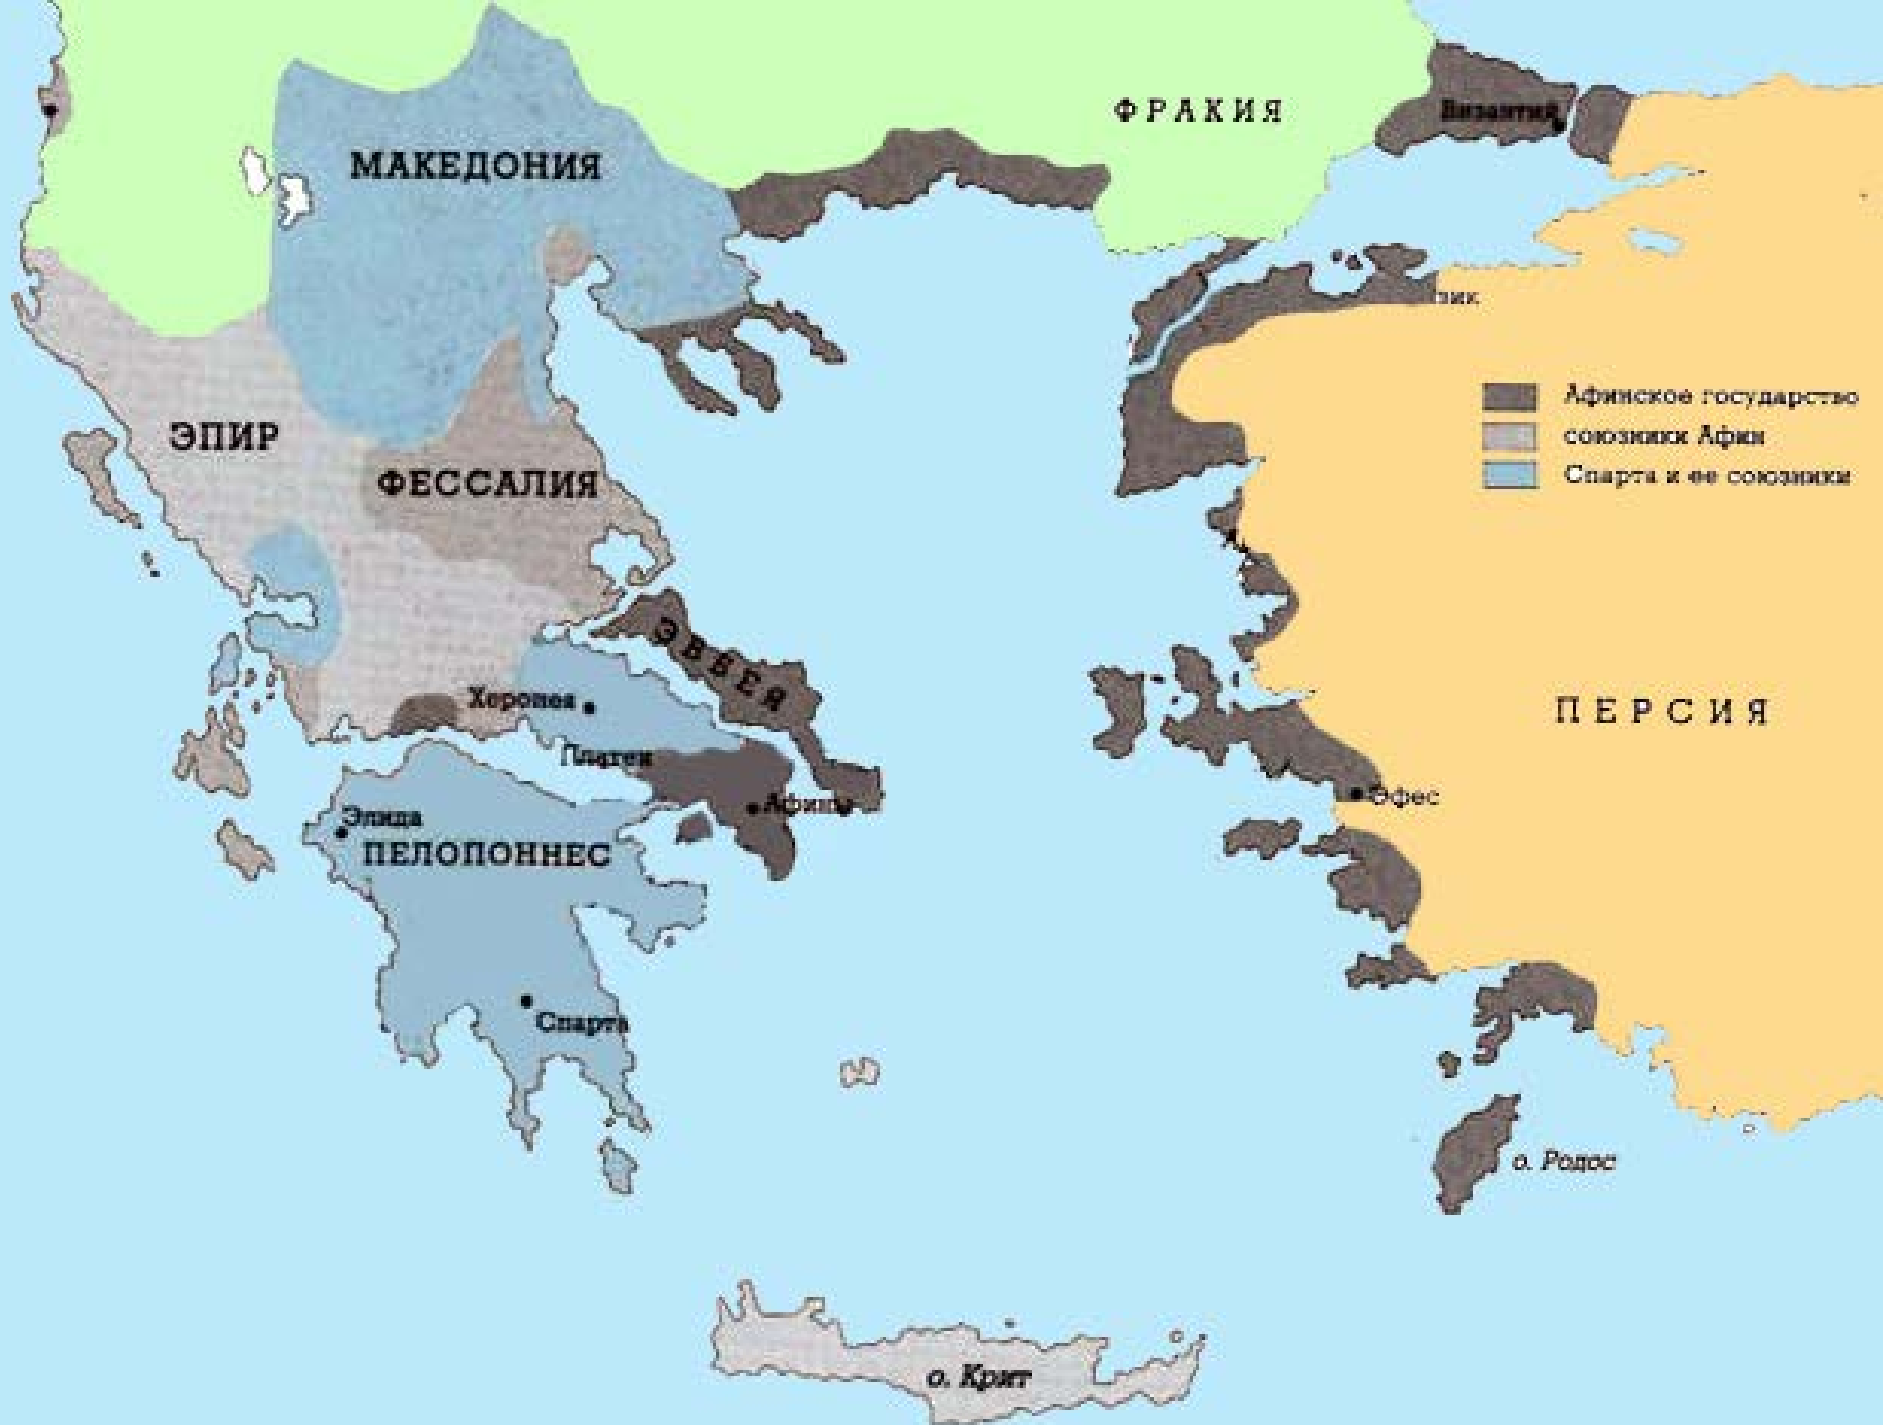 ФРАКИЯ
Византий
МАКЕДОНИЯ
зик
Афинское государство
союзники Афин
Спарта и ее союзники
ЭПИР
ФЕССАЛИЯ
ЭВБЕЯ
Херонея
ПЕРСИЯ
Платеи
Афины
Эфес
Элида
ПЕЛОПОННЕС
Спарта
о. Родос
о. Крит